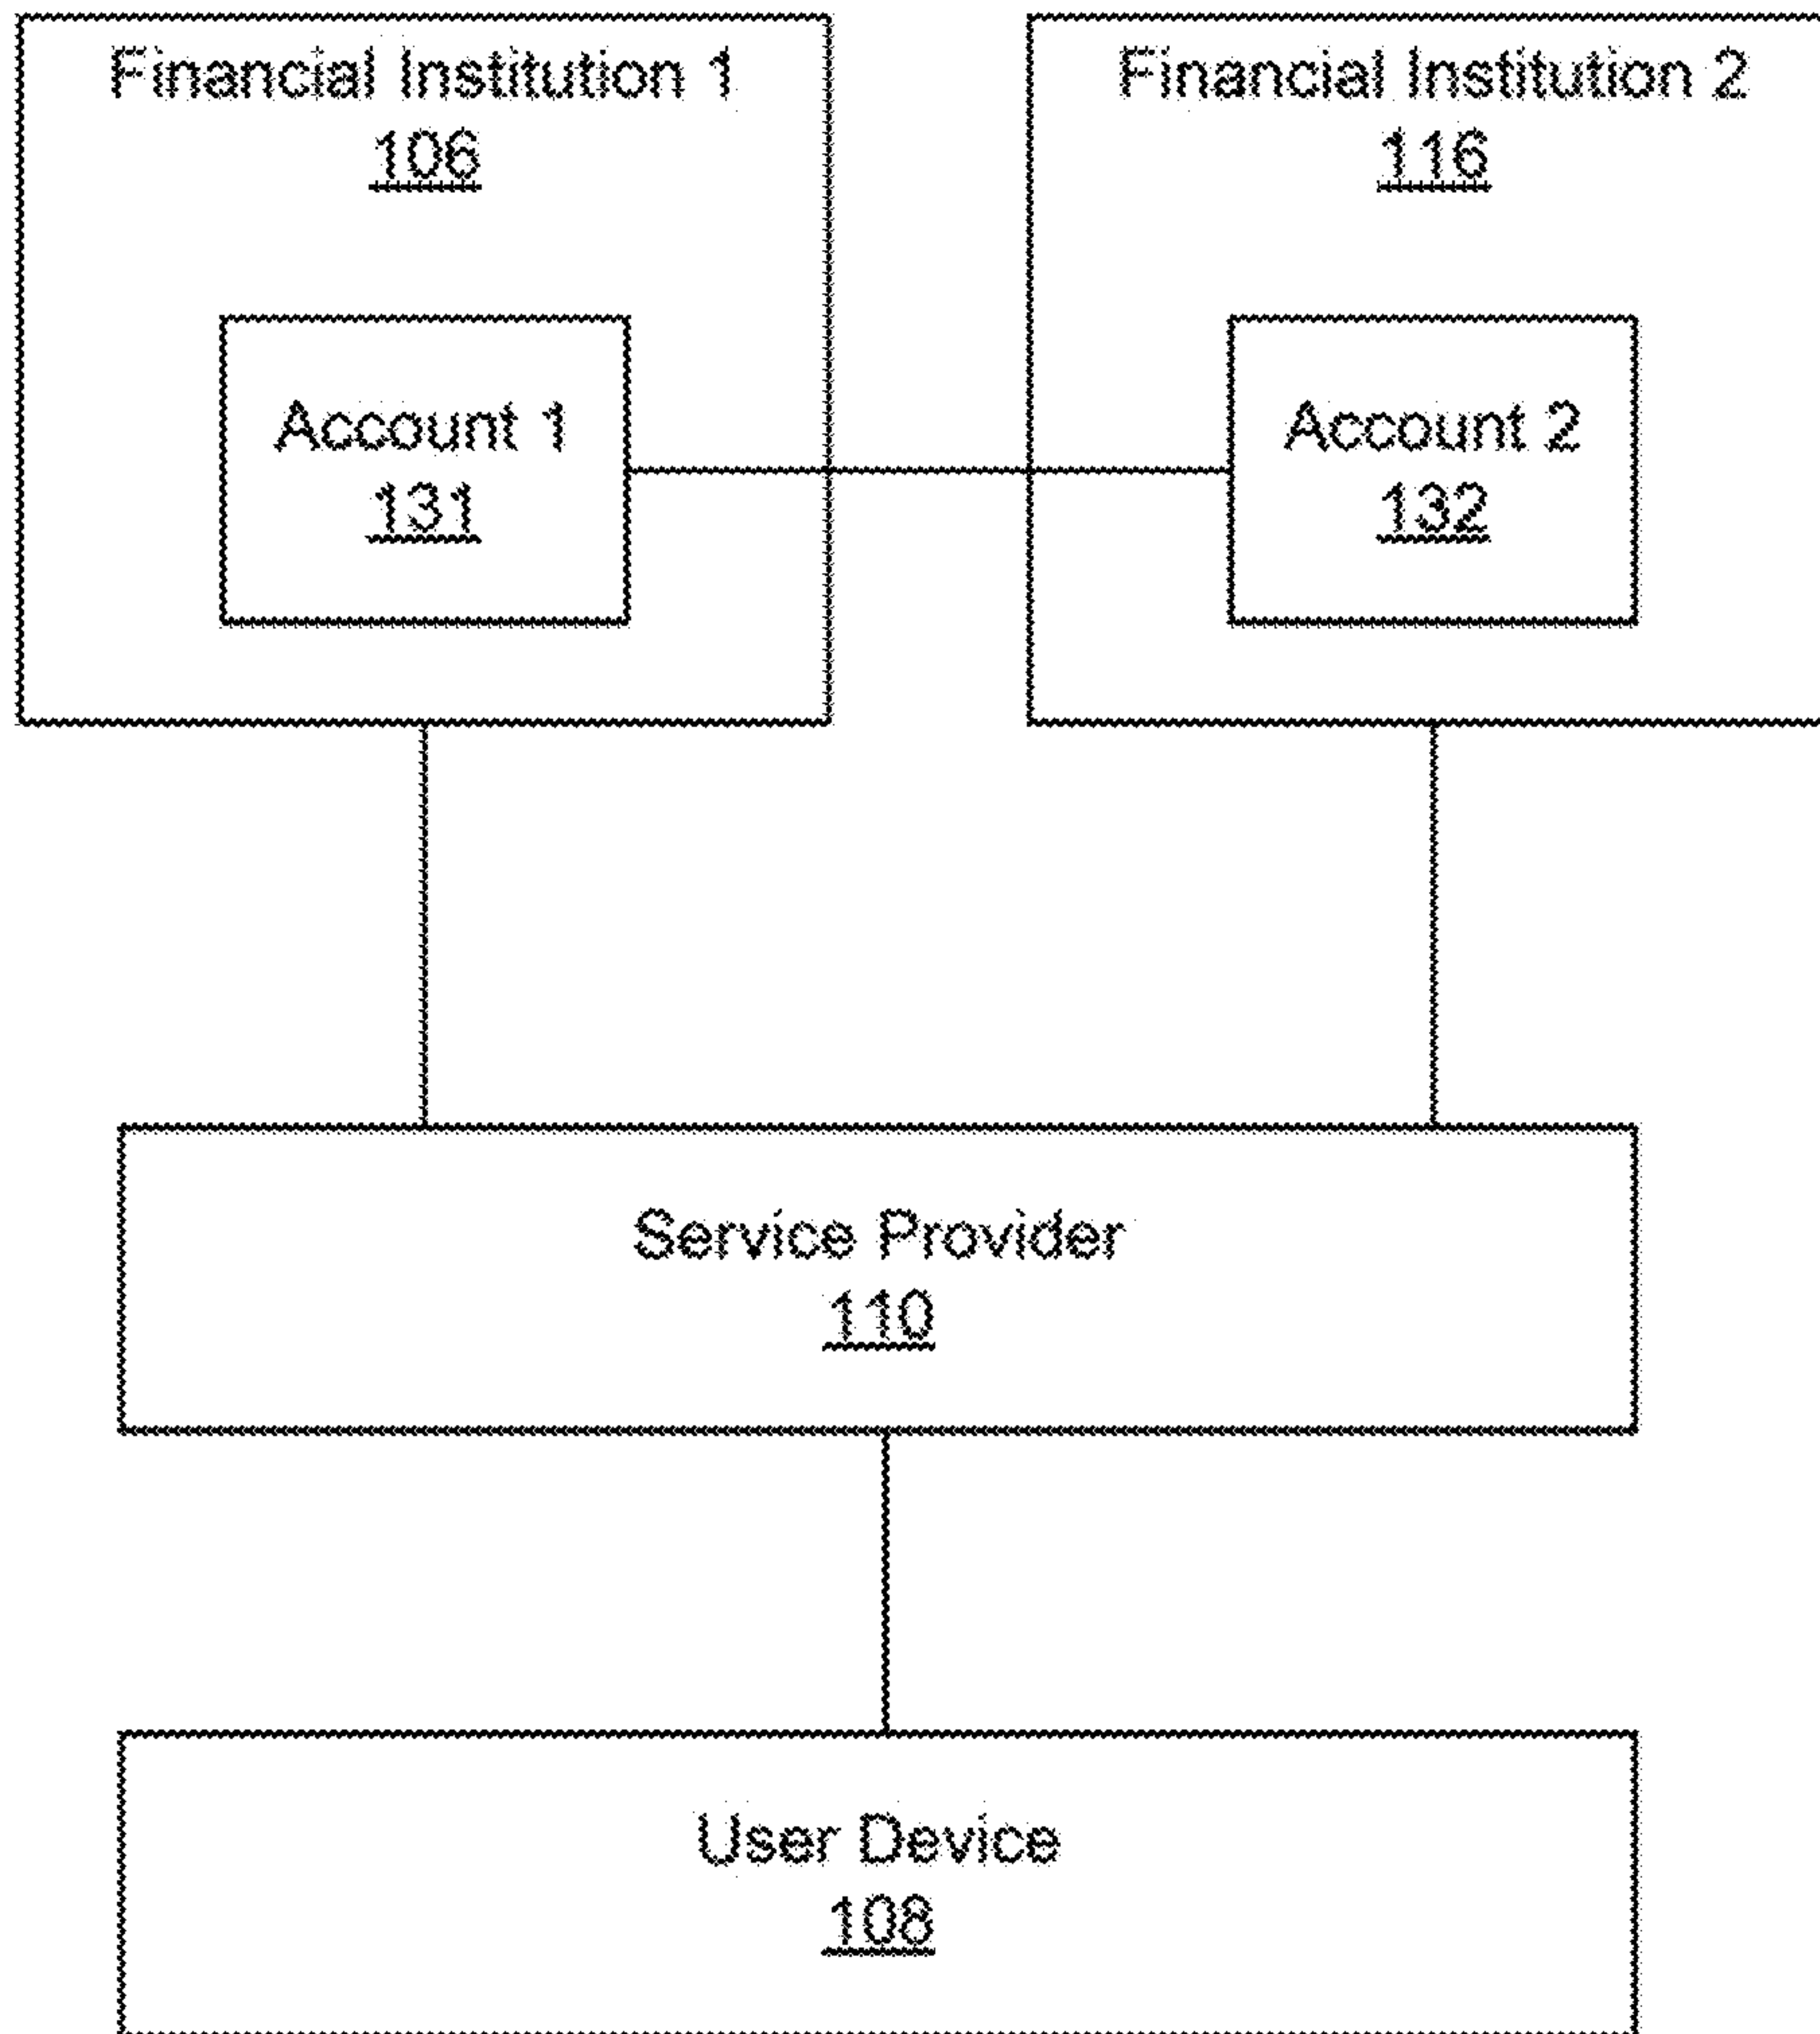 Financial Institution 1
106
Financial Institution 2
116
Account 1
131
Account 2
132
Service Provider
110
User Device
108